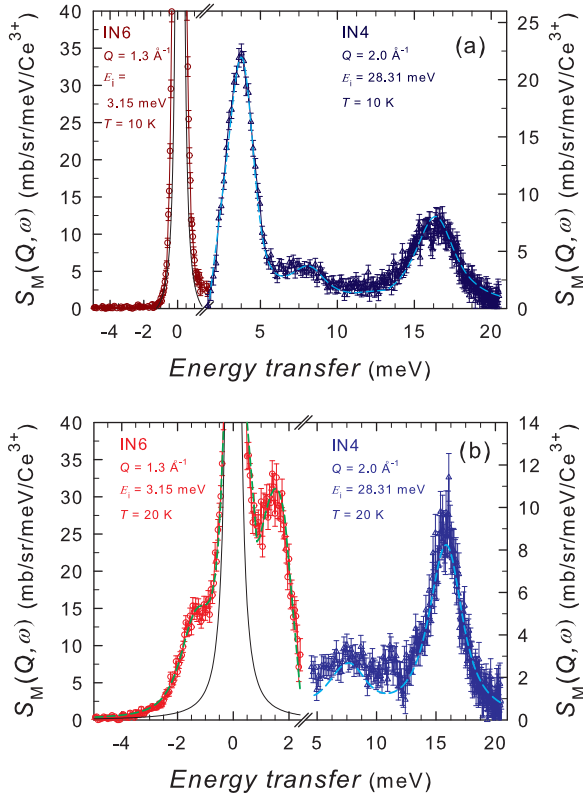 IN6
Q = 1.3 Å⁻¹
Eᵢ =
3.15 meV
T = 10 K
IN4
Q = 2.0 Å⁻¹
Eᵢ = 28.31 meV
T = 10 K
(a)
S_M(Q, ω) (mb/sr/meV/Ce³⁺)
40
35
30
25
20
15
10
5
0
S_M(Q, ω) (mb/sr/meV/Ce³⁺)
25
20
15
10
5
0
-4 -2 0 5 10 15 20
Energy transfer (meV)
IN6
Q = 1.3 Å⁻¹
Eᵢ = 3.15 meV
T = 20 K
IN4
Q = 2.0 Å⁻¹
Eᵢ = 28.31 meV
T = 20 K
(b)
S_M(Q, ω) (mb/sr/meV/Ce³⁺)
40
35
30
25
20
15
10
5
0
S_M(Q, ω) (mb/sr/meV/Ce³⁺)
14
12
10
8
6
4
2
0
-4 -2 0 2 5 10 15 20
Energy transfer (meV)